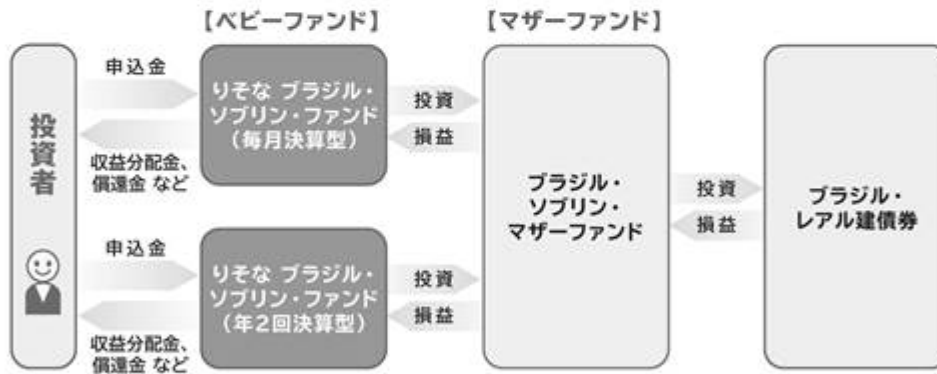 【ベビーファンド】
【マザーファンド】
投資者
申込金
収益分配金、
償還金 など
りそな ブラジル・
ソブリン・ファンド
(毎月決算型)
投資
損益
申込金
収益分配金、
償還金 など
りそな ブラジル・
ソブリン・ファンド
(年2回決算型)
投資
損益
ブラジル・
ソブリン・
マザーファンド
投資
損益
ブラジル・
レアル建債券